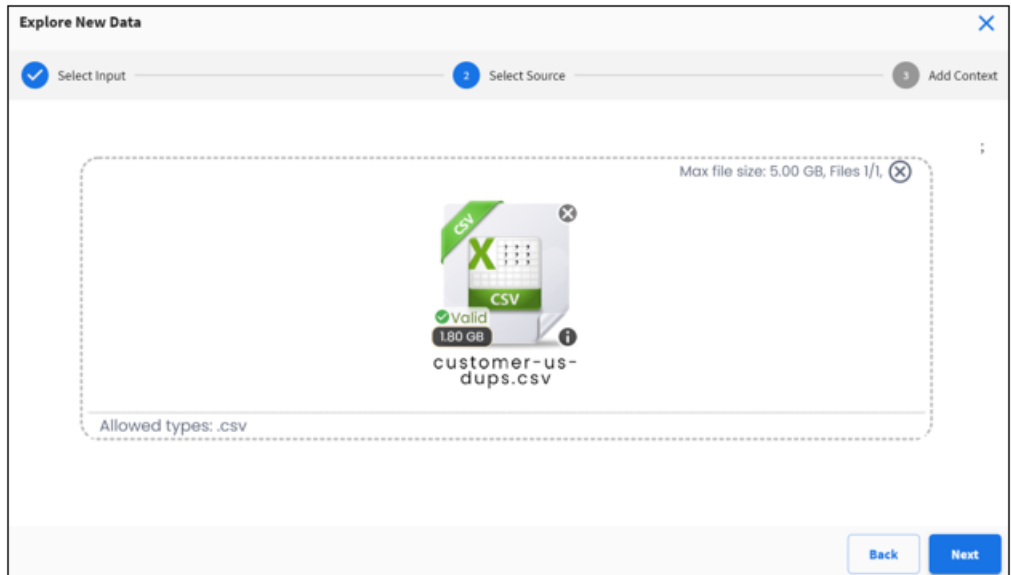 Explore New Data
Select Input
2
Select Source
3
Add Context
;
Max file size: 5.00 GB, Files 1/1,
CSV
X
CSV
Valid
1.80 GB
i
customer-us-
dups.csv
Allowed types: .csv
Back
Next